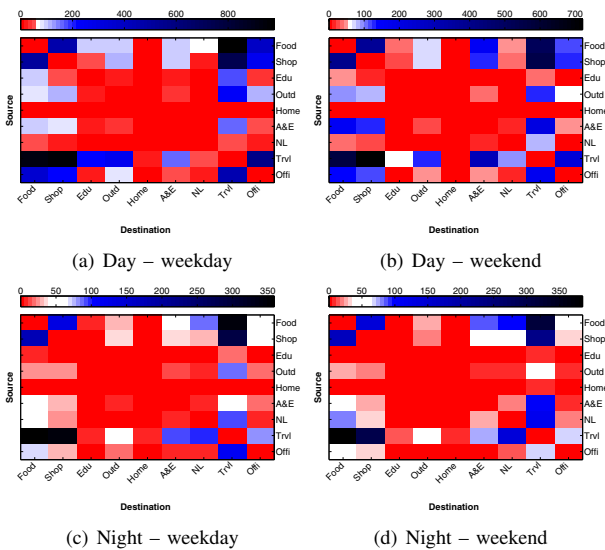 0 200 400 600 800
0 100 200 300 400 500 600 700
Source
Food
Shop
Edu
Outd
Home
A&E
NL
Trvl
Offi
Food Shop Edu Outd Home A&E NL Trvl Offi
Destination
Source
Food
Shop
Edu
Outd
Home
A&E
NL
Trvl
Offi
Food Shop Edu Outd Home A&E NL Trvl Offi
Destination
(a) Day – weekday
(b) Day – weekend
0 50 100 150 200 250 300 350
0 50 100 150 200 250 300 350
Source
Food
Shop
Edu
Outd
Home
A&E
NL
Trvl
Offi
Food Shop Edu Outd Home A&E NL Trvl Offi
Destination
Source
Food
Shop
Edu
Outd
Home
A&E
NL
Trvl
Offi
Food Shop Edu Outd Home A&E NL Trvl Offi
Destination
(c) Night – weekday
(d) Night – weekend